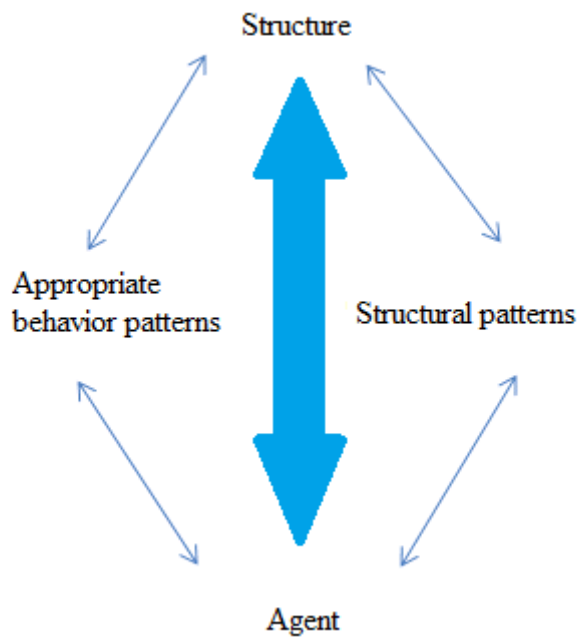 Structure
Appropriate
behavior patterns
Structural patterns
Agent